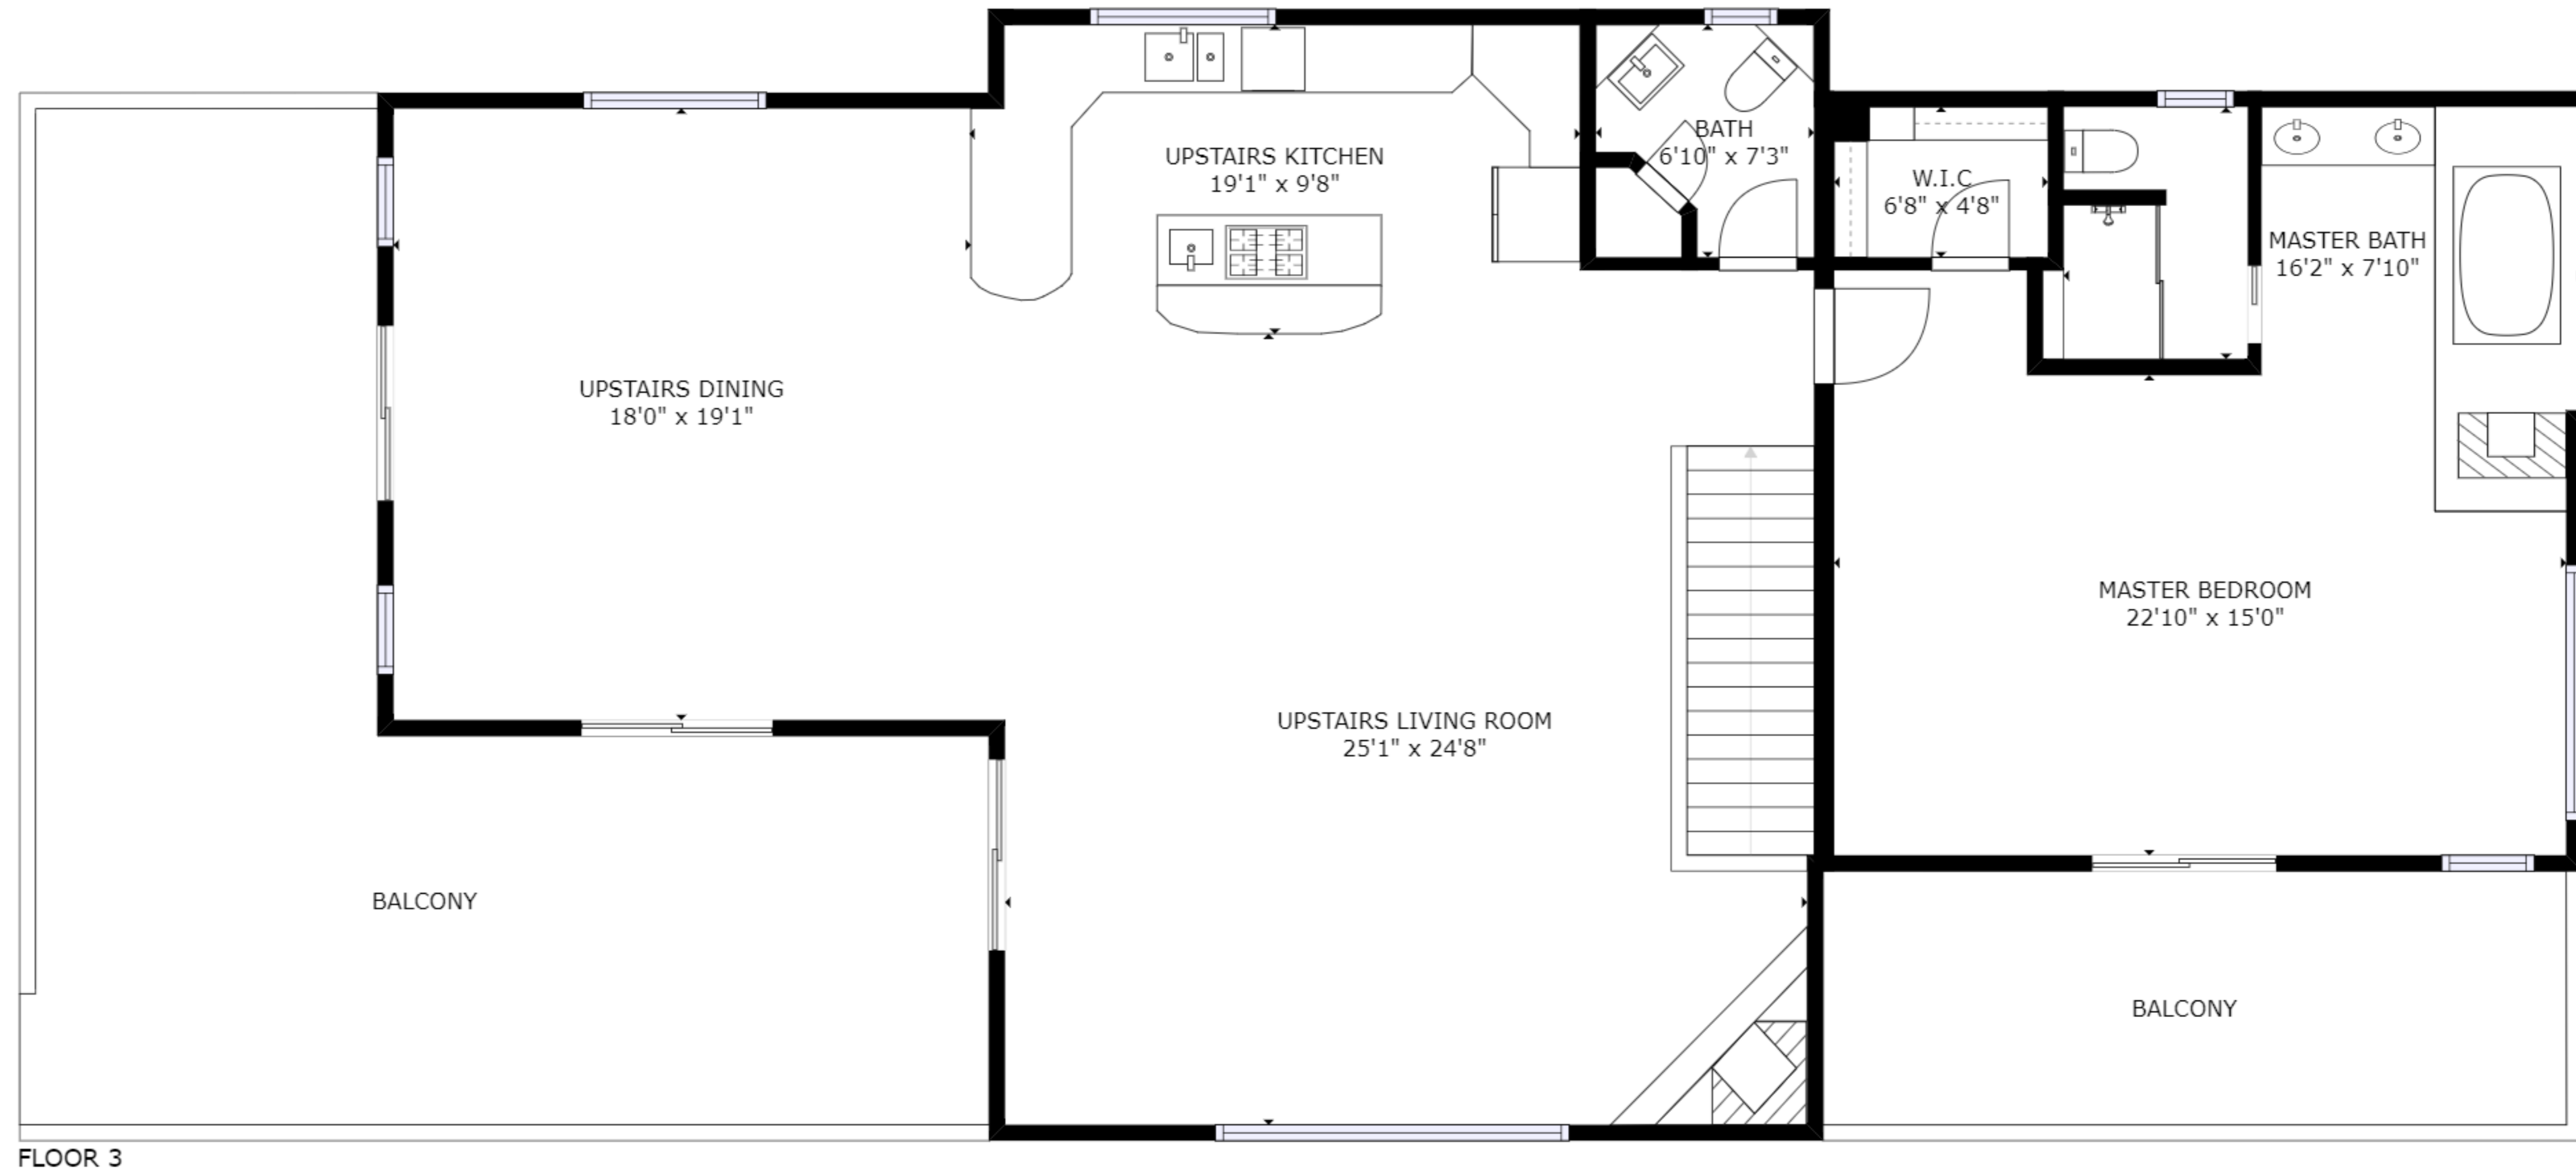 UPSTAIRS KITCHEN
19'1" x 9'8"
BATH
6'10" x 7'3"
W.I.C
6'8" x 4'8"
MASTER BATH
16'2" x 7'10"
UPSTAIRS DINING
18'0" x 19'1"
MASTER BEDROOM
22'10" x 15'0"
UPSTAIRS LIVING ROOM
25'1" x 24'8"
BALCONY
BALCONY
FLOOR 3